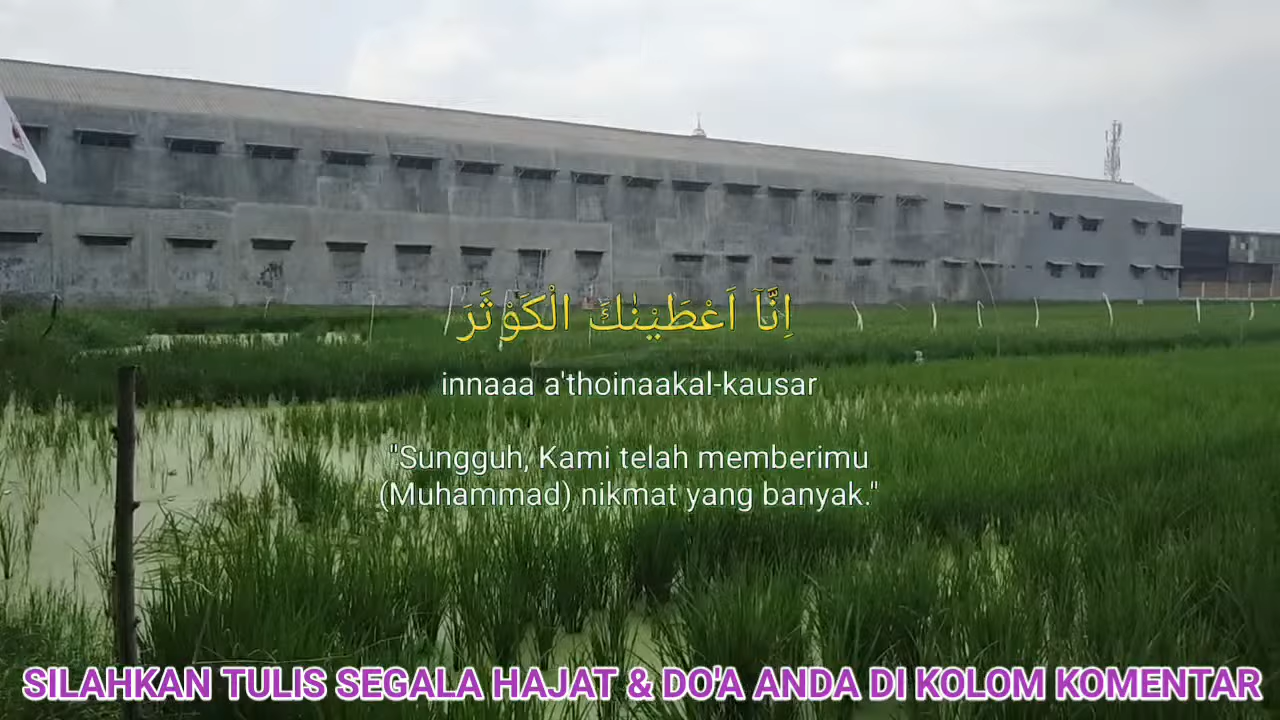 اِنَّآ اَعْطَيْنٰكَ الْكَوْثَرَ
innaaa a'thoinaakal-kausar
"Sungguh, Kami telah memberimu
(Muhammad) nikmat yang banyak."
SILAHKAN TULIS SEGALA HAJAT & DO'A ANDA DI KOLOM KOMENTAR